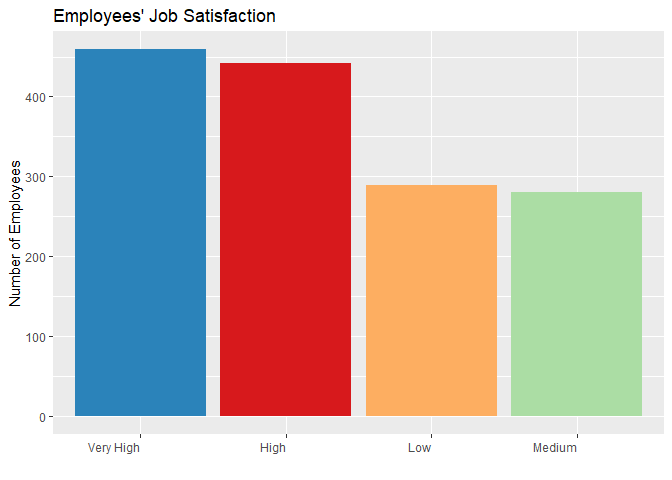 Employees' Job Satisfaction
Number of Employees
400
300
200
100
0
Very High
High
Low
Medium